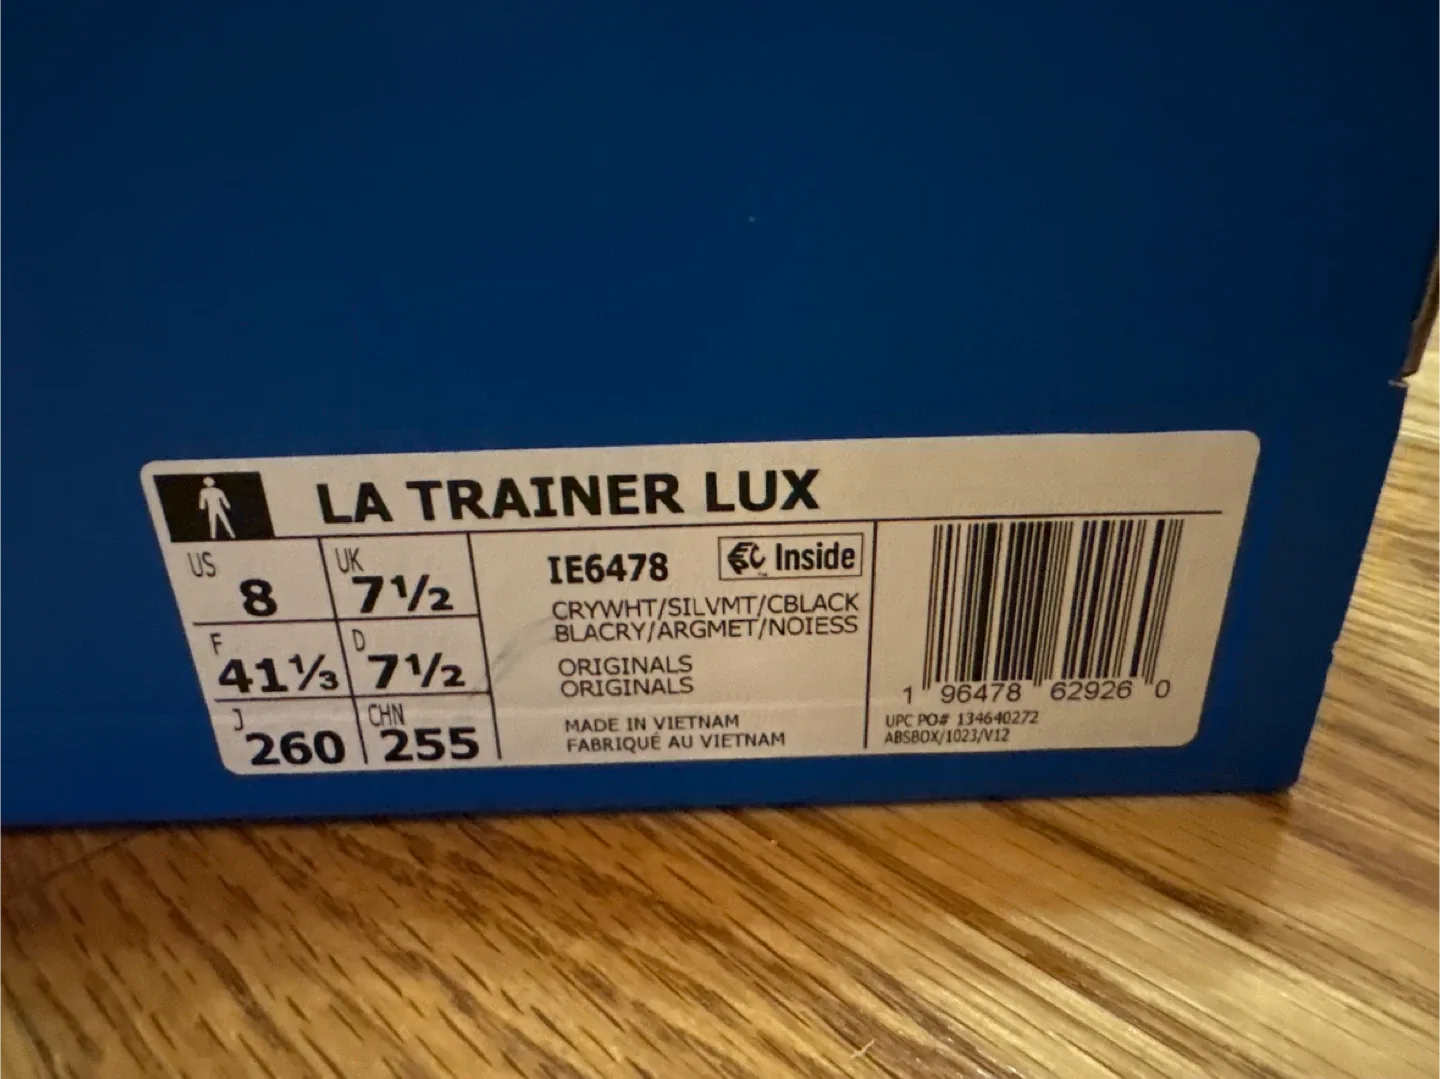 LA TRAINER LUX
US 8 UK 7½
F 41⅓ D 7½
J 260 CHN 255
IE6478 Inside
CRYWHT/SILVMT/CBLACK
BLACRY/ARGMET/NOIESS
ORIGINALS
ORIGINALS
MADE IN VIETNAM
FABRIQUÉ AU VIETNAM
1 96478 62926 0
UPC PO# 134640272
ABSBOX/1023/V12